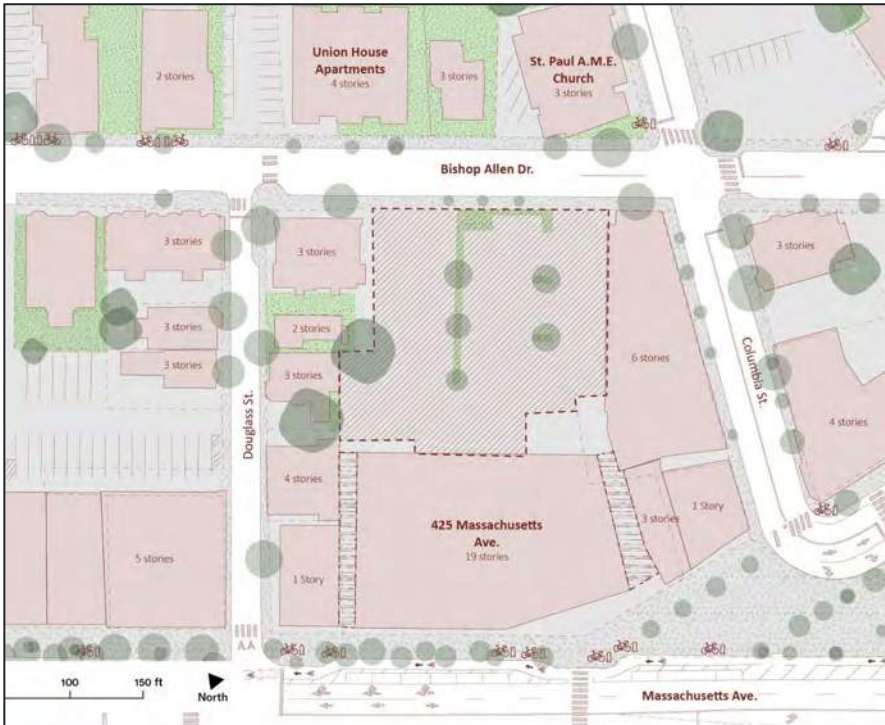 Union House
Apartments
4 stories
2 stories
3 stories
St. Paul A.M.E.
Church
3 stories
Bishop Allen Dr.
3 stories
3 stories
3 stories
2 stories
3 stories
3 stories
3 stories
6 stories
Columbia St.
4 stories
Douglass St.
4 stories
425 Massachusetts
Ave.
19 stories
3 stories
1 Story
5 stories
1 Story
100
150 ft
North
Massachusetts Ave.